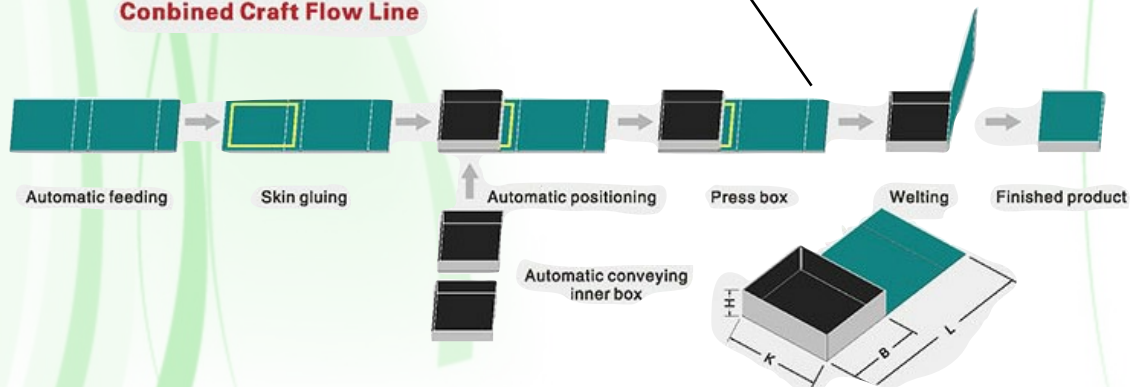 Conbined Craft Flow Line
Automatic feeding
Skin gluing
Automatic positioning
Press box
Welting
Finished product
Automatic conveying
inner box
H
K
B
L